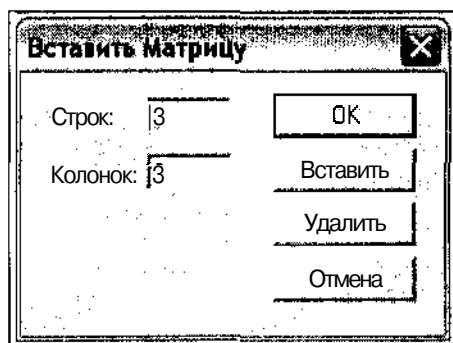 Вставить Матрицу
Строк: 3
OK
Колонок: 3
Вставить
Удалить
Отмена